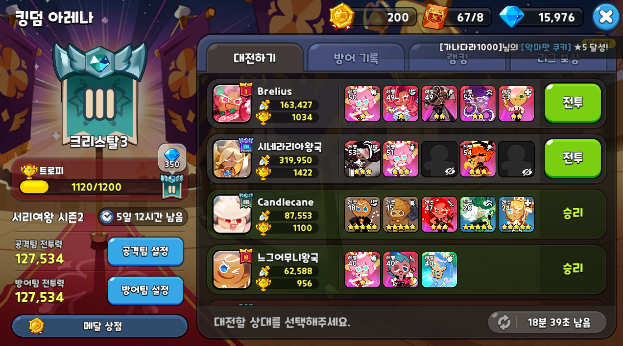 킹덤 아레나
200
67/8
15,976
[가나다라1000]님의 [악마맛 쿠키] ★5 달성!
대전하기
방어 기록
랭킹
크리스탈3
350
트로피
1120/1200
서리여왕 시즌2
5일 12시간 남음
공격팀 전투력
127,534
공격팀 설정
방어팀 전투력
127,534
방어팀 설정
메달 상점
Brelius
163,427
1034
전투
시네라리아왕국
319,950
1422
전투
Candlecane
87,553
1100
승리
느그어무니왕국
62,588
956
승리
대전할 상대를 선택해주세요.
18분 39초 남음